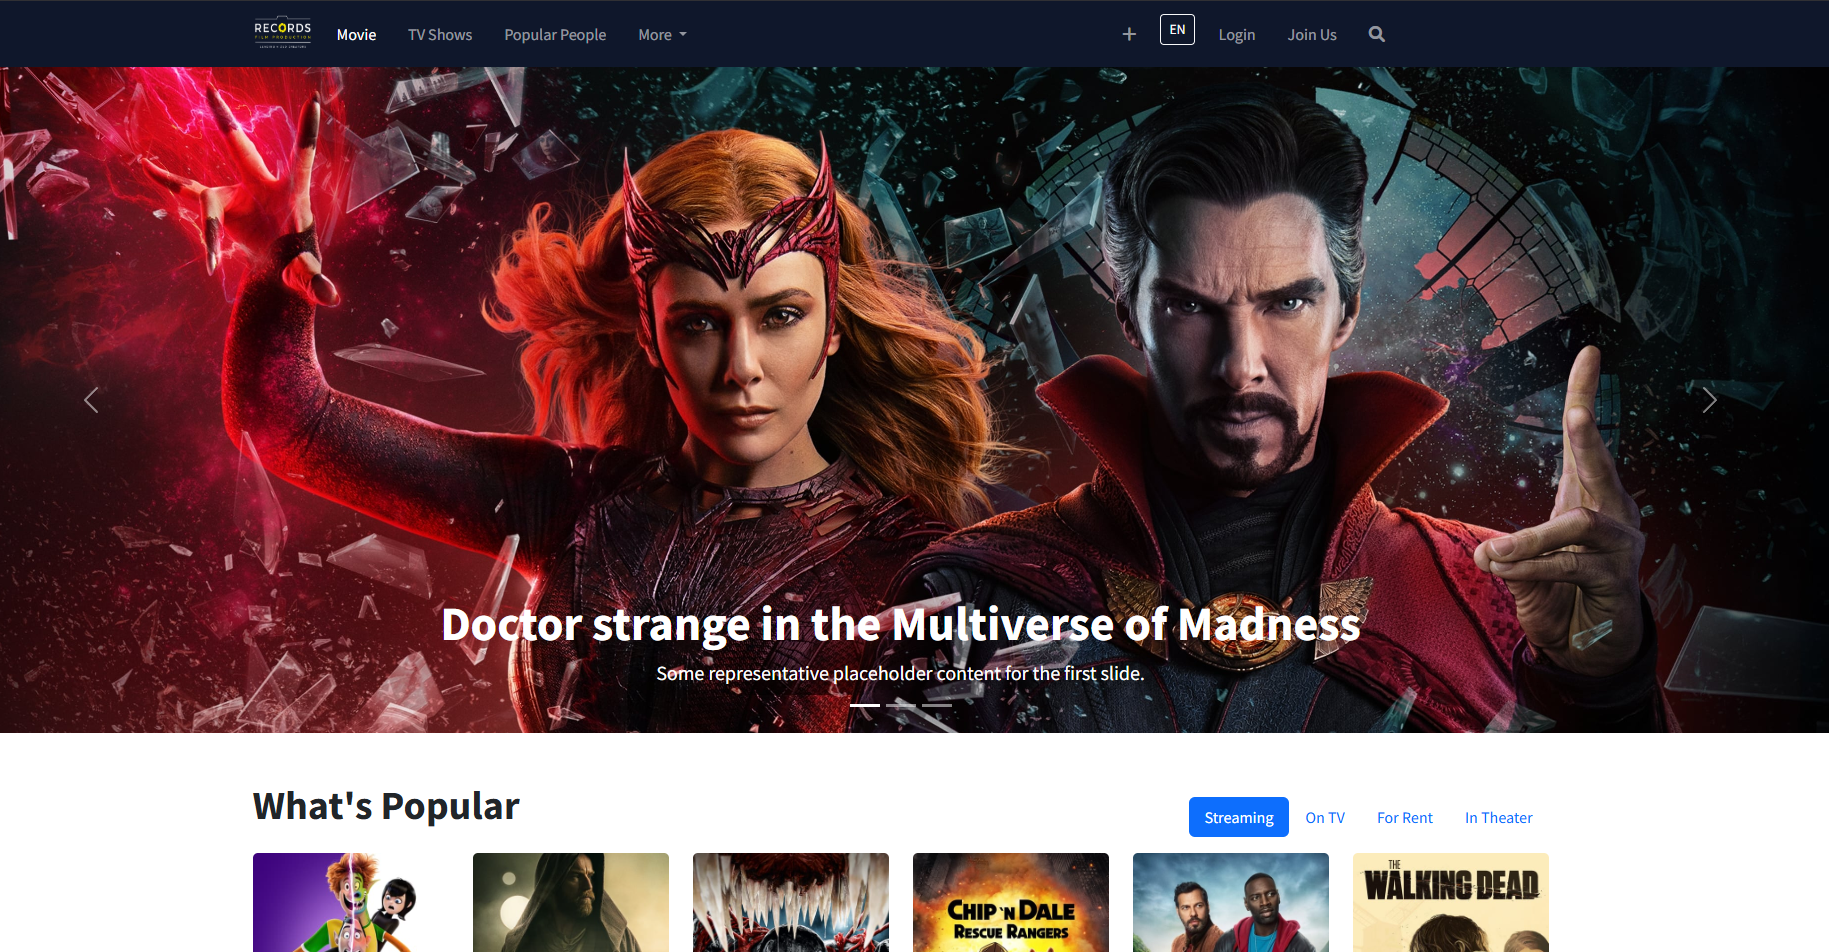 RECORDS
FILM PRODUCTION
Movie
TV Shows
Popular People
More
+
EN
Login
Join Us
Doctor strange in the Multiverse of Madness
Some representative placeholder content for the first slide.
What's Popular
Streaming
On TV
For Rent
In Theater
CHIP 'N DALE
RESCUE RANGERS
THE
WALKING DEAD